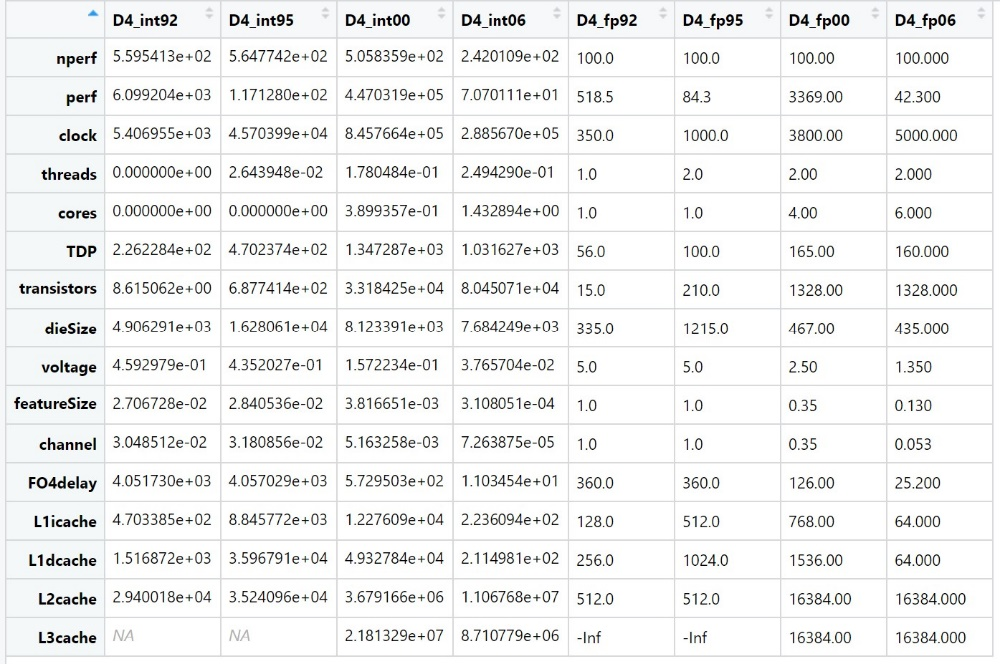 D4_int92 D4_int95 D4_int00 D4_int06 D4_fp92 D4_fp95 D4_fp00 D4_fp06
nperf 5.595413e+02 5.647742e+02 5.058359e+02 2.420109e+02 100.0 100.0 100.00 100.000
perf 6.099204e+03 1.171280e+02 4.470319e+05 7.070111e+01 518.5 84.3 3369.00 42.300
clock 5.406955e+03 4.570399e+04 8.457664e+05 2.885670e+05 350.0 1000.0 3800.00 5000.000
threads 0.000000e+00 2.643948e-02 1.780484e-01 2.494290e-01 1.0 2.0 2.00 2.000
cores 0.000000e+00 0.000000e+00 3.899357e-01 1.432894e+00 1.0 1.0 4.00 6.000
TDP 2.262284e+02 4.702374e+02 1.347287e+03 1.031627e+03 56.0 100.0 165.00 160.000
transistors 8.615062e+00 6.877414e+02 3.318425e+04 8.045071e+04 15.0 210.0 1328.00 1328.000
dieSize 4.906291e+03 1.628061e+04 8.123391e+03 7.684249e+03 335.0 1215.0 467.00 435.000
voltage 4.592979e-01 4.352027e-01 1.572234e-01 3.765704e-02 5.0 5.0 2.50 1.350
featureSize 2.706728e-02 2.840536e-02 3.816651e-03 3.108051e-04 1.0 1.0 0.35 0.130
channel 3.048512e-02 3.180856e-02 5.163258e-03 7.263875e-05 1.0 1.0 0.35 0.053
FO4delay 4.051730e+03 4.057029e+03 5.729503e+02 1.103454e+01 360.0 360.0 126.00 25.200
L1icache 4.703385e+02 8.845772e+03 1.227609e+04 2.236094e+02 128.0 512.0 768.00 64.000
L1dcache 1.516872e+03 3.596791e+04 4.932784e+04 2.114981e+02 256.0 1024.0 1536.00 64.000
L2cache 2.940018e+04 3.524096e+04 3.679166e+06 1.106768e+07 512.0 512.0 16384.00 16384.000
L3cache NA NA 2.181329e+07 8.710779e+06 -Inf -Inf 16384.00 16384.000